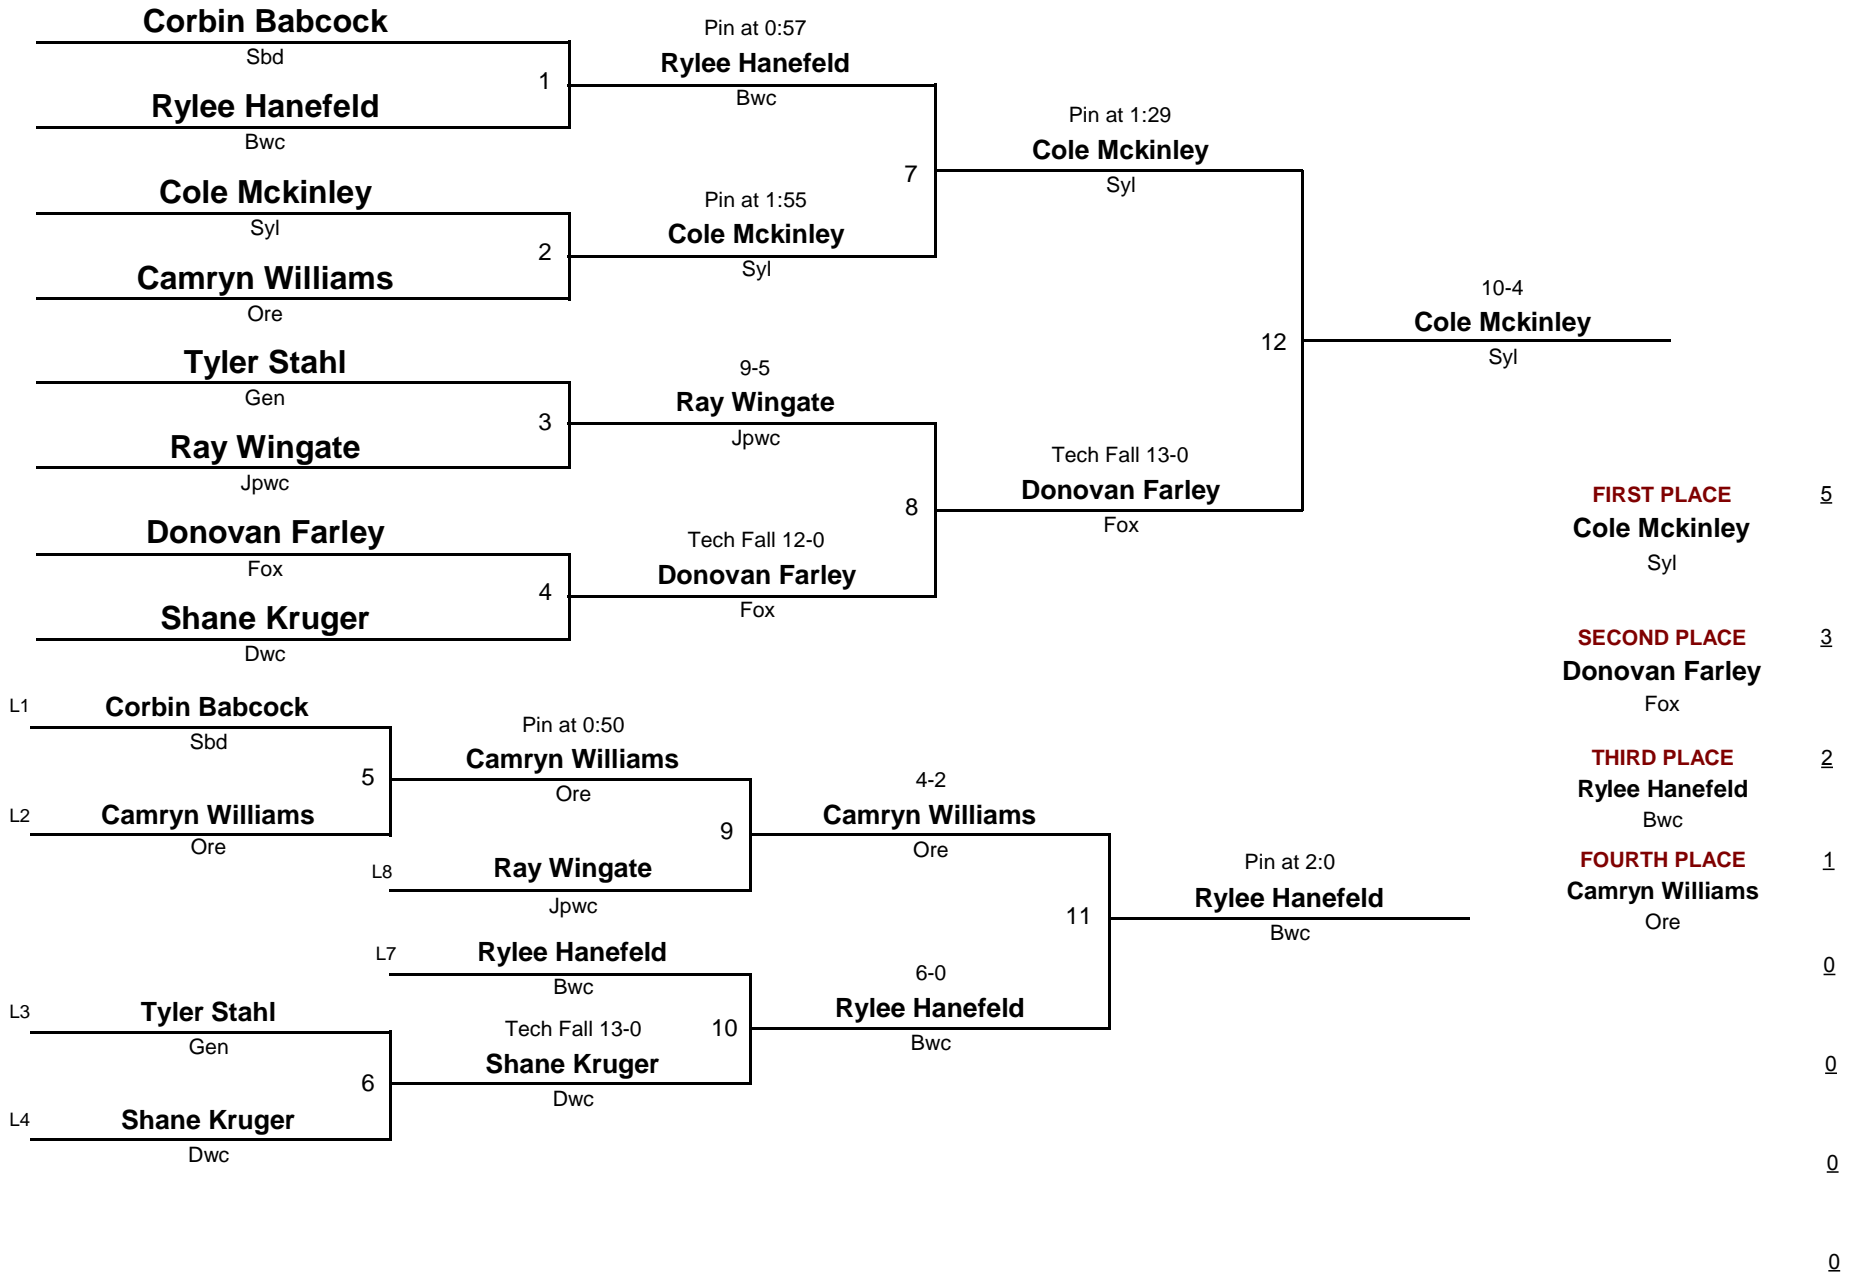 Corbin Babcock
Sbd
1
Rylee Hanefeld
Bwc
Pin at 0:57
Rylee Hanefeld
Bwc
Cole Mckinley
Syl
2
Camryn Williams
Ore
Pin at 1:55
Cole Mckinley
Syl
7
Pin at 1:29
Cole Mckinley
Syl
Tyler Stahl
Gen
3
Ray Wingate
Jpwc
9-5
Ray Wingate
Jpwc
Donovan Farley
Fox
4
Shane Kruger
Dwc
Tech Fall 12-0
Donovan Farley
Fox
8
Tech Fall 13-0
Donovan Farley
Fox
12
10-4
Cole Mckinley
Syl
FIRST PLACE 5
Cole Mckinley
Syl
SECOND PLACE 3
Donovan Farley
Fox
THIRD PLACE 2
Rylee Hanefeld
Bwc
FOURTH PLACE 1
Camryn Williams
Ore
0
0
0
0
L1 Corbin Babcock
Sbd
5
L2 Camryn Williams
Ore
Pin at 0:50
Camryn Williams
Ore
9
L8 Ray Wingate
Jpwc
4-2
Camryn Williams
Ore
L7 Rylee Hanefeld
Bwc
L3 Tyler Stahl
Gen
6
L4 Shane Kruger
Dwc
Tech Fall 13-0
Shane Kruger
Dwc
10
6-0
Rylee Hanefeld
Bwc
11
Pin at 2:0
Rylee Hanefeld
Bwc